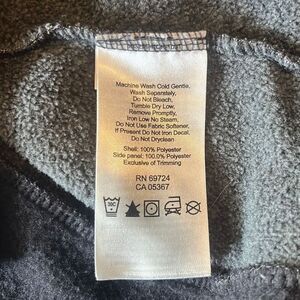 Machine Wash Cold Gentle,
Wash Separately,
Do Not Bleach,
Tumble Dry Low,
Remove Promptly,
Iron Low No Steam,
Do Not Use Fabric Softener,
If Present Do Not Iron Decal,
Do Not Dryclean
Shell: 100% Polyester
Side panel: 100.0% Polyester
Exclusive of Trimming
RN 69724
CA 05367